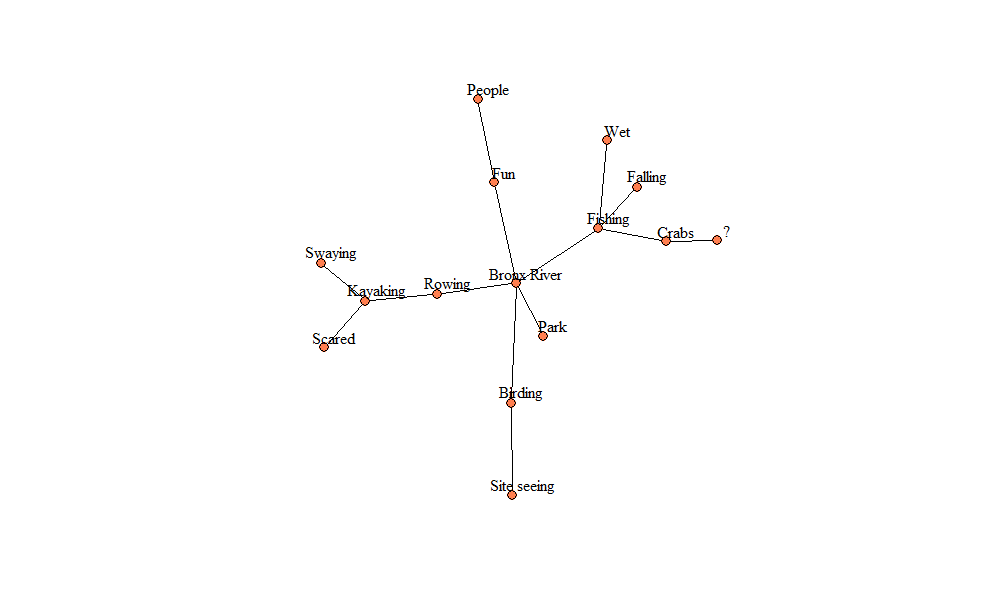 People
Wet
Fun
Falling
Fishing
Crabs
?
Swaying
Bronx River
Rowing
Kayaking
Park
Scared
Birding
Site seeing